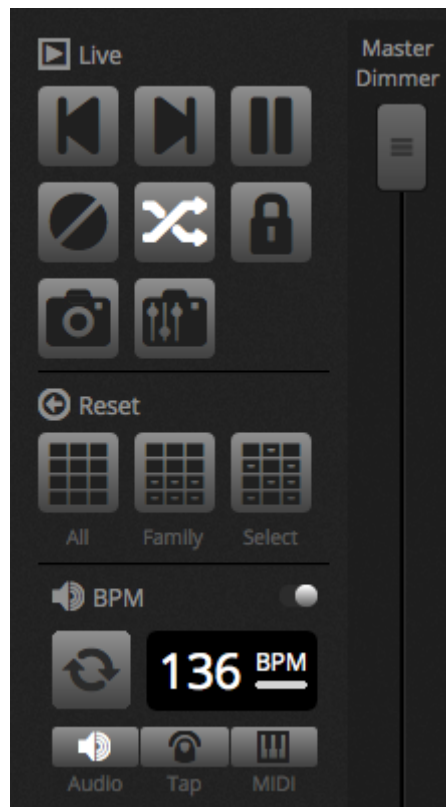 Live
Master
Dimmer
Reset
All Family Select
BPM
136 BPM
Audio Tap MIDI